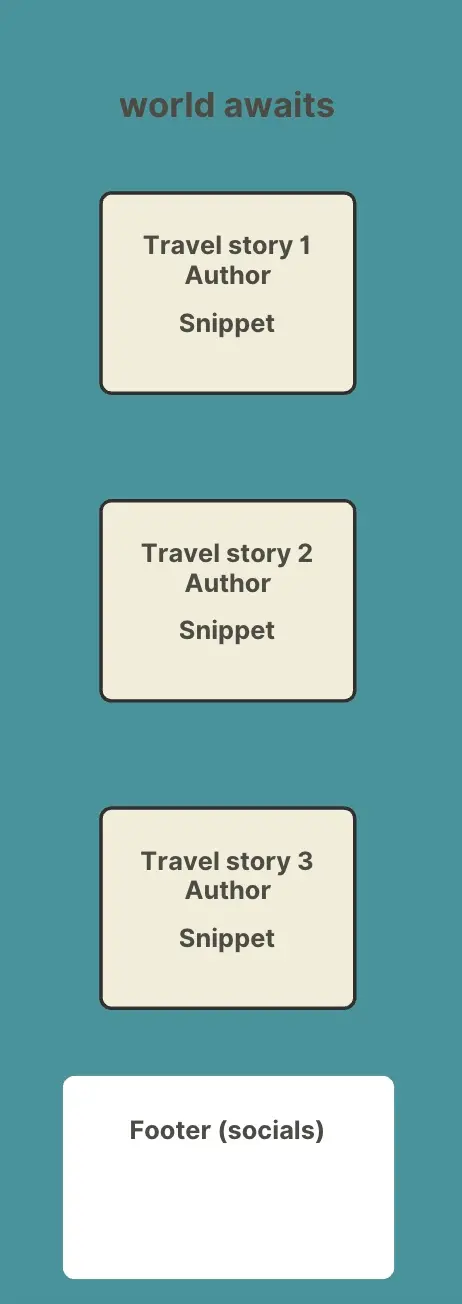 world awaits
Travel story 1
Author
Snippet
Travel story 2
Author
Snippet
Travel story 3
Author
Snippet
Footer (socials)